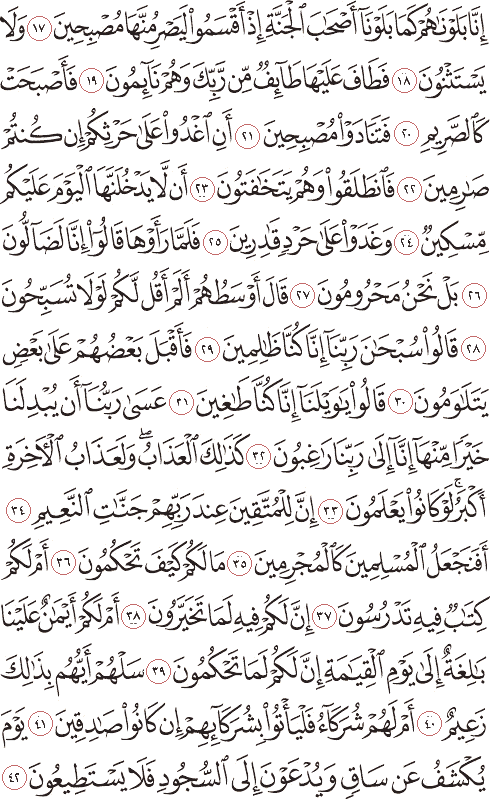 إِنَّا بَلَوْنَٰهُمْ كَمَا بَلَوْنَآ أَصْحَٰبَ ٱلْجَنَّةِ إِذْ أَقْسَمُوا۟ لَيَصْرِمُنَّهَا مُصْبِحِينَ ١٧ وَلَا
يَسْتَثْنُونَ ١٨ فَطَافَ عَلَيْهَا طَآئِفٌ مِّن رَّبِّكَ وَهُمْ نَآئِمُونَ ١٩ فَأَصْبَحَتْ
كَٱلصَّرِيمِ ٢٠ فَتَنَادَوْا۟ مُصْبِحِينَ ٢١ أَنِ ٱغْدُوا۟ عَلَىٰ حَرْثِكُمْ إِن كُنتُمْ
صَٰرِمِينَ ٢٢ فَٱنطَلَقُوا۟ وَهُمْ يَتَخَٰفَتُونَ ٢٣ أَن لَّا يَدْخُلَنَّهَا ٱلْيَوْمَ عَلَيْكُم
مِّسْكِينٌ ٢٤ وَغَدَوْا۟ عَلَىٰ حَرْدٍ قَٰدِرِينَ ٢٥ فَلَمَّا رَأَوْهَا قَالُوٓا۟ إِنَّا لَضَآلُّونَ
٢٦ بَلْ نَحْنُ مَحْرُومُونَ ٢٧ قَالَ أَوْسَطُهُمْ أَلَمْ أَقُل لَّكُمْ لَوْلَا تُسَبِّحُونَ
٢٨ قَالُوا۟ سُبْحَٰنَ رَبِّنَآ إِنَّا كُنَّا ظَٰلِمِينَ ٢٩ فَأَقْبَلَ بَعْضُهُمْ عَلَىٰ بَعْضٍ
يَتَلَٰوَمُونَ ٣٠ قَالُوا۟ يَٰوَيْلَنَآ إِنَّا كُنَّا طَٰغِينَ ٣١ عَسَىٰ رَبُّنَآ أَن يُبْدِلَنَا
خَيْرًا مِّنْهَآ إِنَّآ إِلَىٰ رَبِّنَا رَٰغِبُونَ ٣٢ كَذَٰلِكَ ٱلْعَذَابُ ۖ وَلَعَذَابُ ٱلْءَاخِرَةِ
أَكْبَرُ ۚ لَوْ كَانُوا۟ يَعْلَمُونَ ٣٣ إِنَّ لِلْمُتَّقِينَ عِندَ رَبِّهِمْ جَنَّٰتِ ٱلنَّعِيمِ ٣٤
أَفَنَجْعَلُ ٱلْمُسْلِمِينَ كَٱلْمُجْرِمِينَ ٣٥ مَا لَكُمْ كَيْفَ تَحْكُمُونَ ٣٦ أَمْ لَكُمْ
كِتَٰبٌ فِيهِ تَدْرُسُونَ ٣٧ إِنَّ لَكُمْ فِيهِ لَمَا تَخَيَّرُونَ ٣٨ أَمْ لَكُمْ أَيْمَٰنٌ عَلَيْنَا
بَٰلِغَةٌ إِلَىٰ يَوْمِ ٱلْقِيَٰمَةِ إِنَّ لَكُمْ لَمَا تَحْكُمُونَ ٣٩ سَلْهُمْ أَيُّهُم بِذَٰلِكَ
زَعِيمٌ ٤٠ أَمْ لَهُمْ شُرَكَآءُ فَلْيَأْتُوا۟ بِشُرَكَآئِهِمْ إِن كَانُوا۟ صَٰدِقِينَ ٤١ يَوْمَ
يُكْشَفُ عَن سَاقٍ وَيُدْعَوْنَ إِلَى ٱلسُّجُودِ فَلَا يَسْتَطِيعُونَ ٤٢